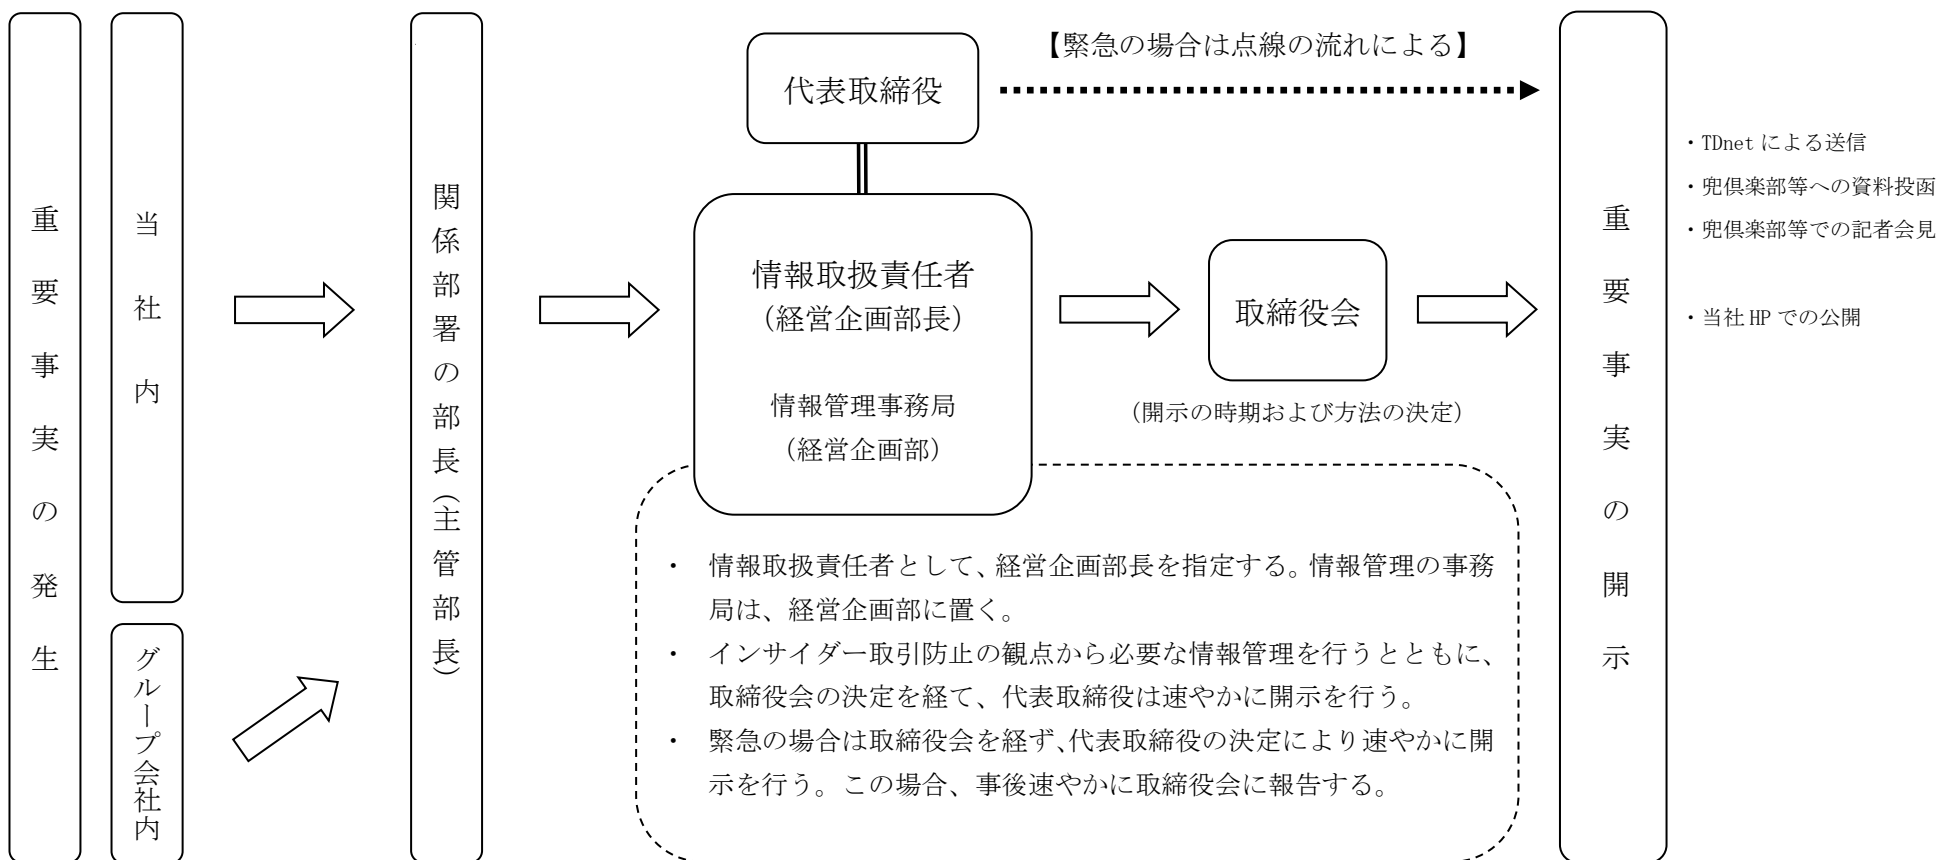 重要事実の発生
当社内
グループ会社内
関係部署の部長（主管部長）
代表取締役
【緊急の場合は点線の流れによる】
情報取扱責任者
（経営企画部長）
情報管理事務局
（経営企画部）
取締役会
（開示の時期および方法の決定）
・ 情報取扱責任者として、経営企画部長を指定する。情報管理の事務
局は、経営企画部に置く。
・ インサイダー取引防止の観点から必要な情報管理を行うとともに、
取締役会の決定を経て、代表取締役は速やかに開示を行う。
・ 緊急の場合は取締役会を経ず、代表取締役の決定により速やかに開
示を行う。この場合、事後速やかに取締役会に報告する。
重要事実の開示
・TDnet による送信
・兜倶楽部等への資料投函
・兜倶楽部等での記者会見
・当社 HP での公開